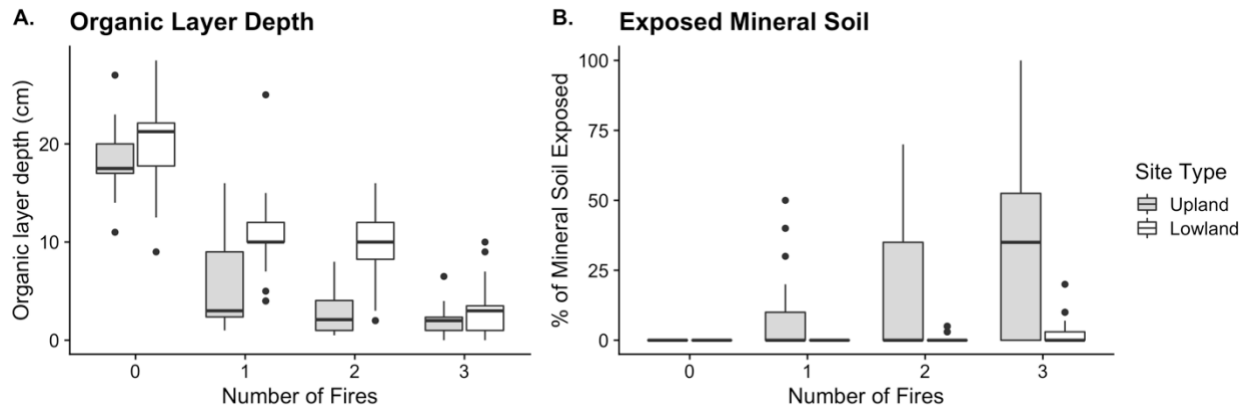 A. Organic Layer Depth
Organic layer depth (cm)
20
10
0
0 1 2 3
Number of Fires
B. Exposed Mineral Soil
% of Mineral Soil Exposed
100
75
50
25
0
0 1 2 3
Number of Fires
Site Type
Upland
Lowland